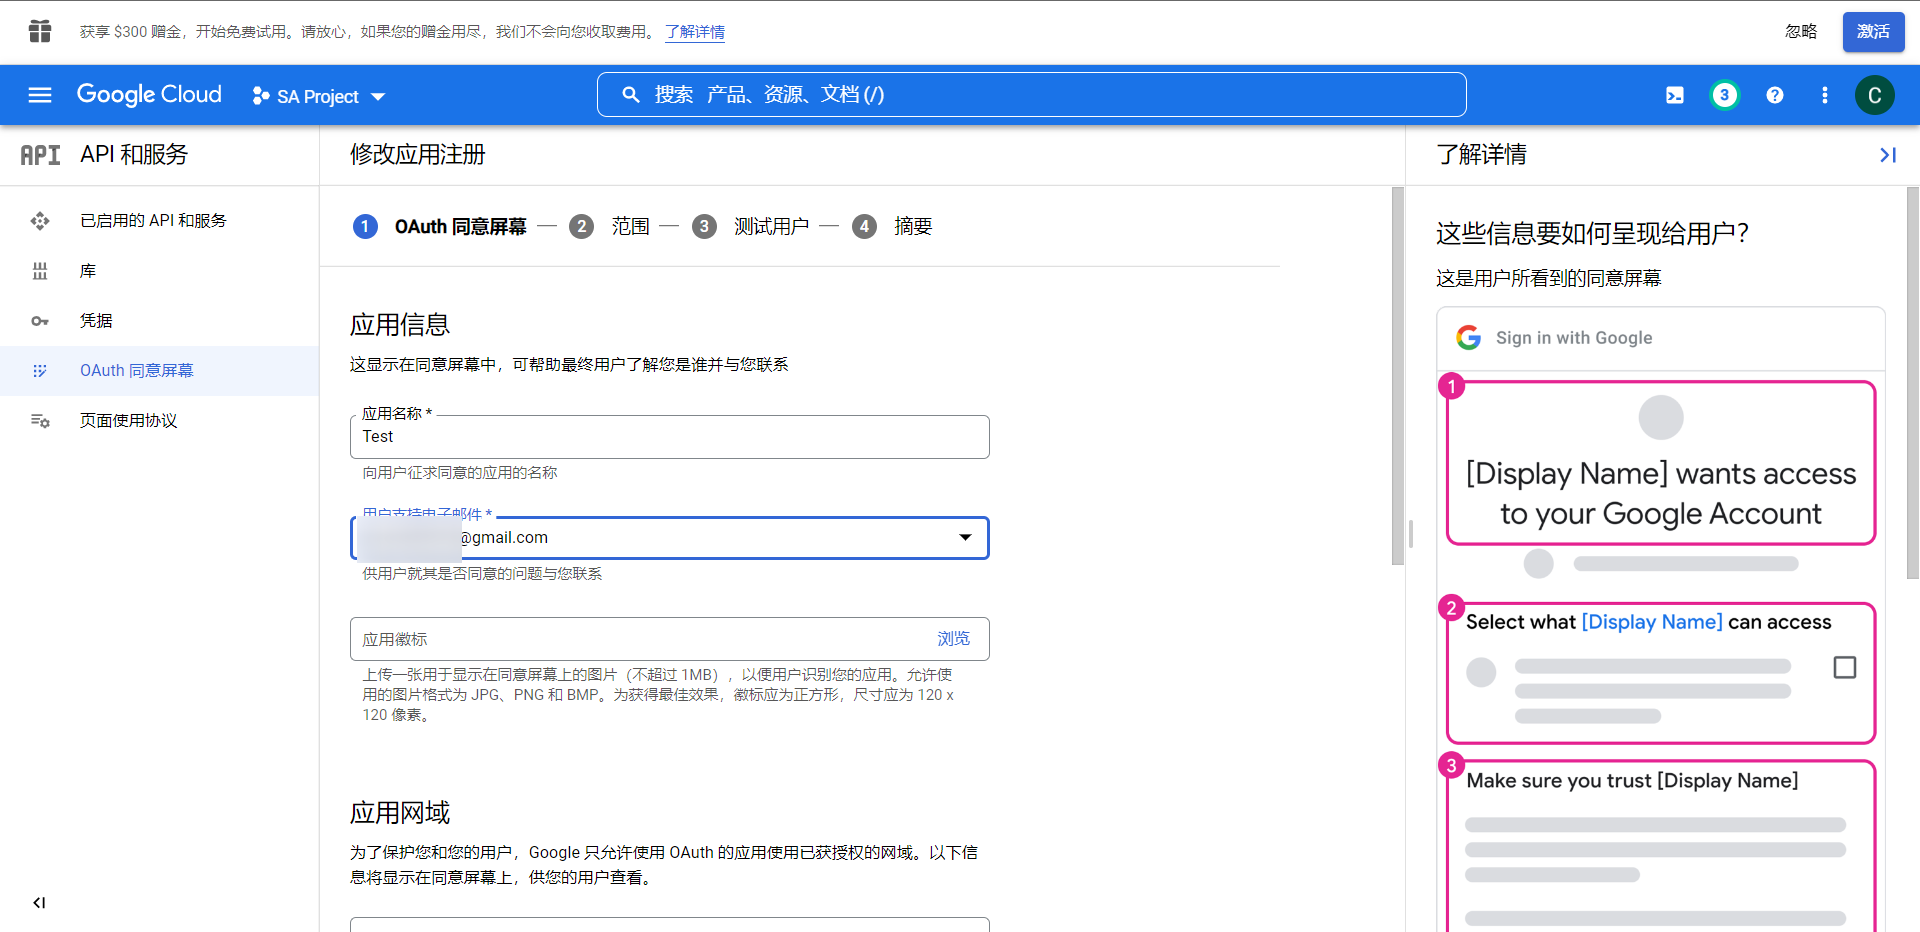 获享 $300 赠金，开始免费试用。请放心，如果您的赠金用尽，我们不会向您收取费用。 了解详情
忽略
激活
Google Cloud
SA Project
搜索 产品、资源、文档 (/)
3
C
API API 和服务
已启用的 API 和服务
库
凭据
OAuth 同意屏幕
页面使用协议
修改应用注册
1 OAuth 同意屏幕 — 2 范围 — 3 测试用户 — 4 摘要
应用信息
这显示在同意屏幕中，可帮助最终用户了解您是谁并与您联系
应用名称 *
Test
向用户征求同意的应用的名称
用户支持电子邮件 *
@gmail.com
供用户就其是否同意的问题与您联系
应用徽标
浏览
上传一张用于显示在同意屏幕上的图片（不超过 1MB），以便用户识别您的应用。允许使
用的图片格式为 JPG、PNG 和 BMP。为获得最佳效果，徽标应为正方形，尺寸应为 120 x
120 像素。
应用网域
为了保护您和您的用户，Google 只允许使用 OAuth 的应用使用已获授权的网域。以下信
息将显示在同意屏幕上，供您的用户查看。
了解详情
这些信息要如何呈现给用户？
这是用户所看到的同意屏幕
Sign in with Google
1
[Display Name] wants access
to your Google Account
2
Select what [Display Name] can access
3
Make sure you trust [Display Name]